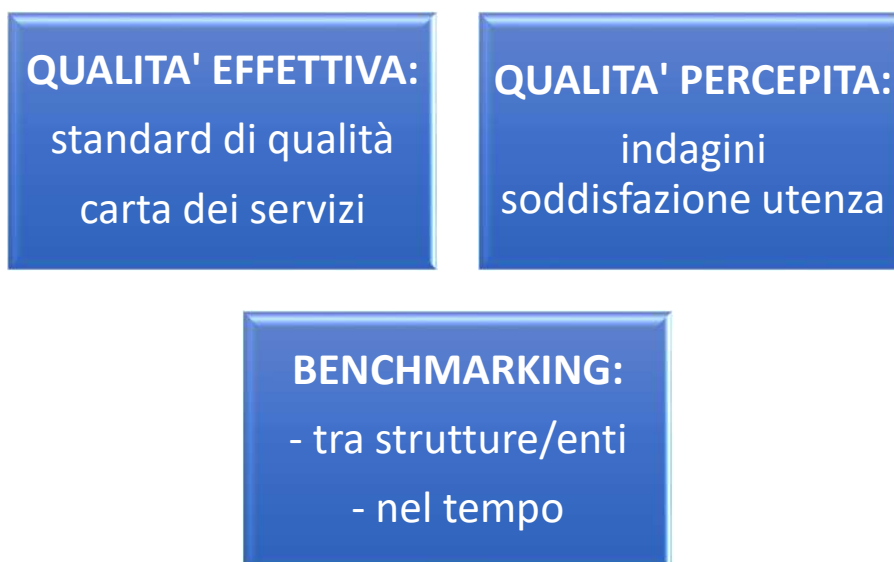 QUALITA' EFFETTIVA:
standard di qualità
carta dei servizi
QUALITA' PERCEPITA:
indagini
soddisfazione utenza
BENCHMARKING:
- tra strutture/enti
- nel tempo